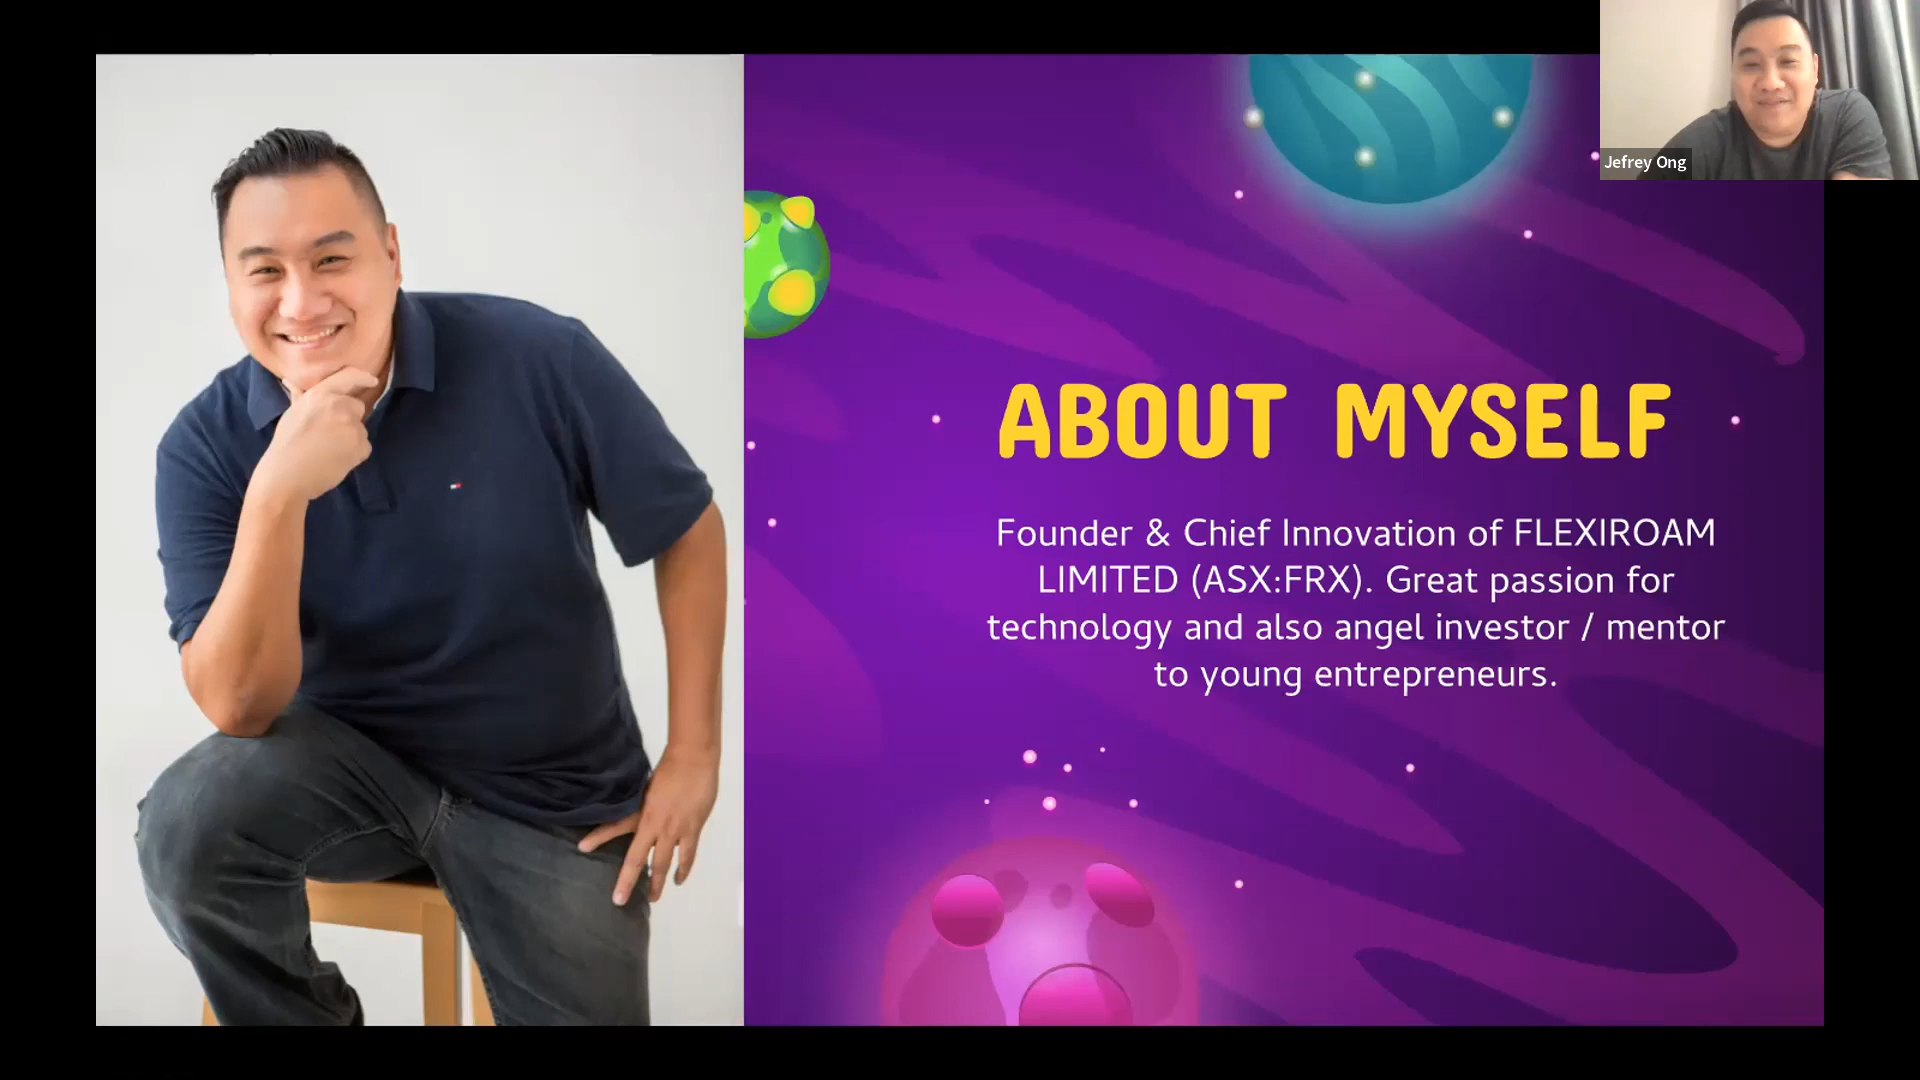 Jefrey Ong
ABOUT MYSELF
Founder & Chief Innovation of FLEXIROAM
LIMITED (ASX:FRX). Great passion for
technology and also angel investor / mentor
to young entrepreneurs.